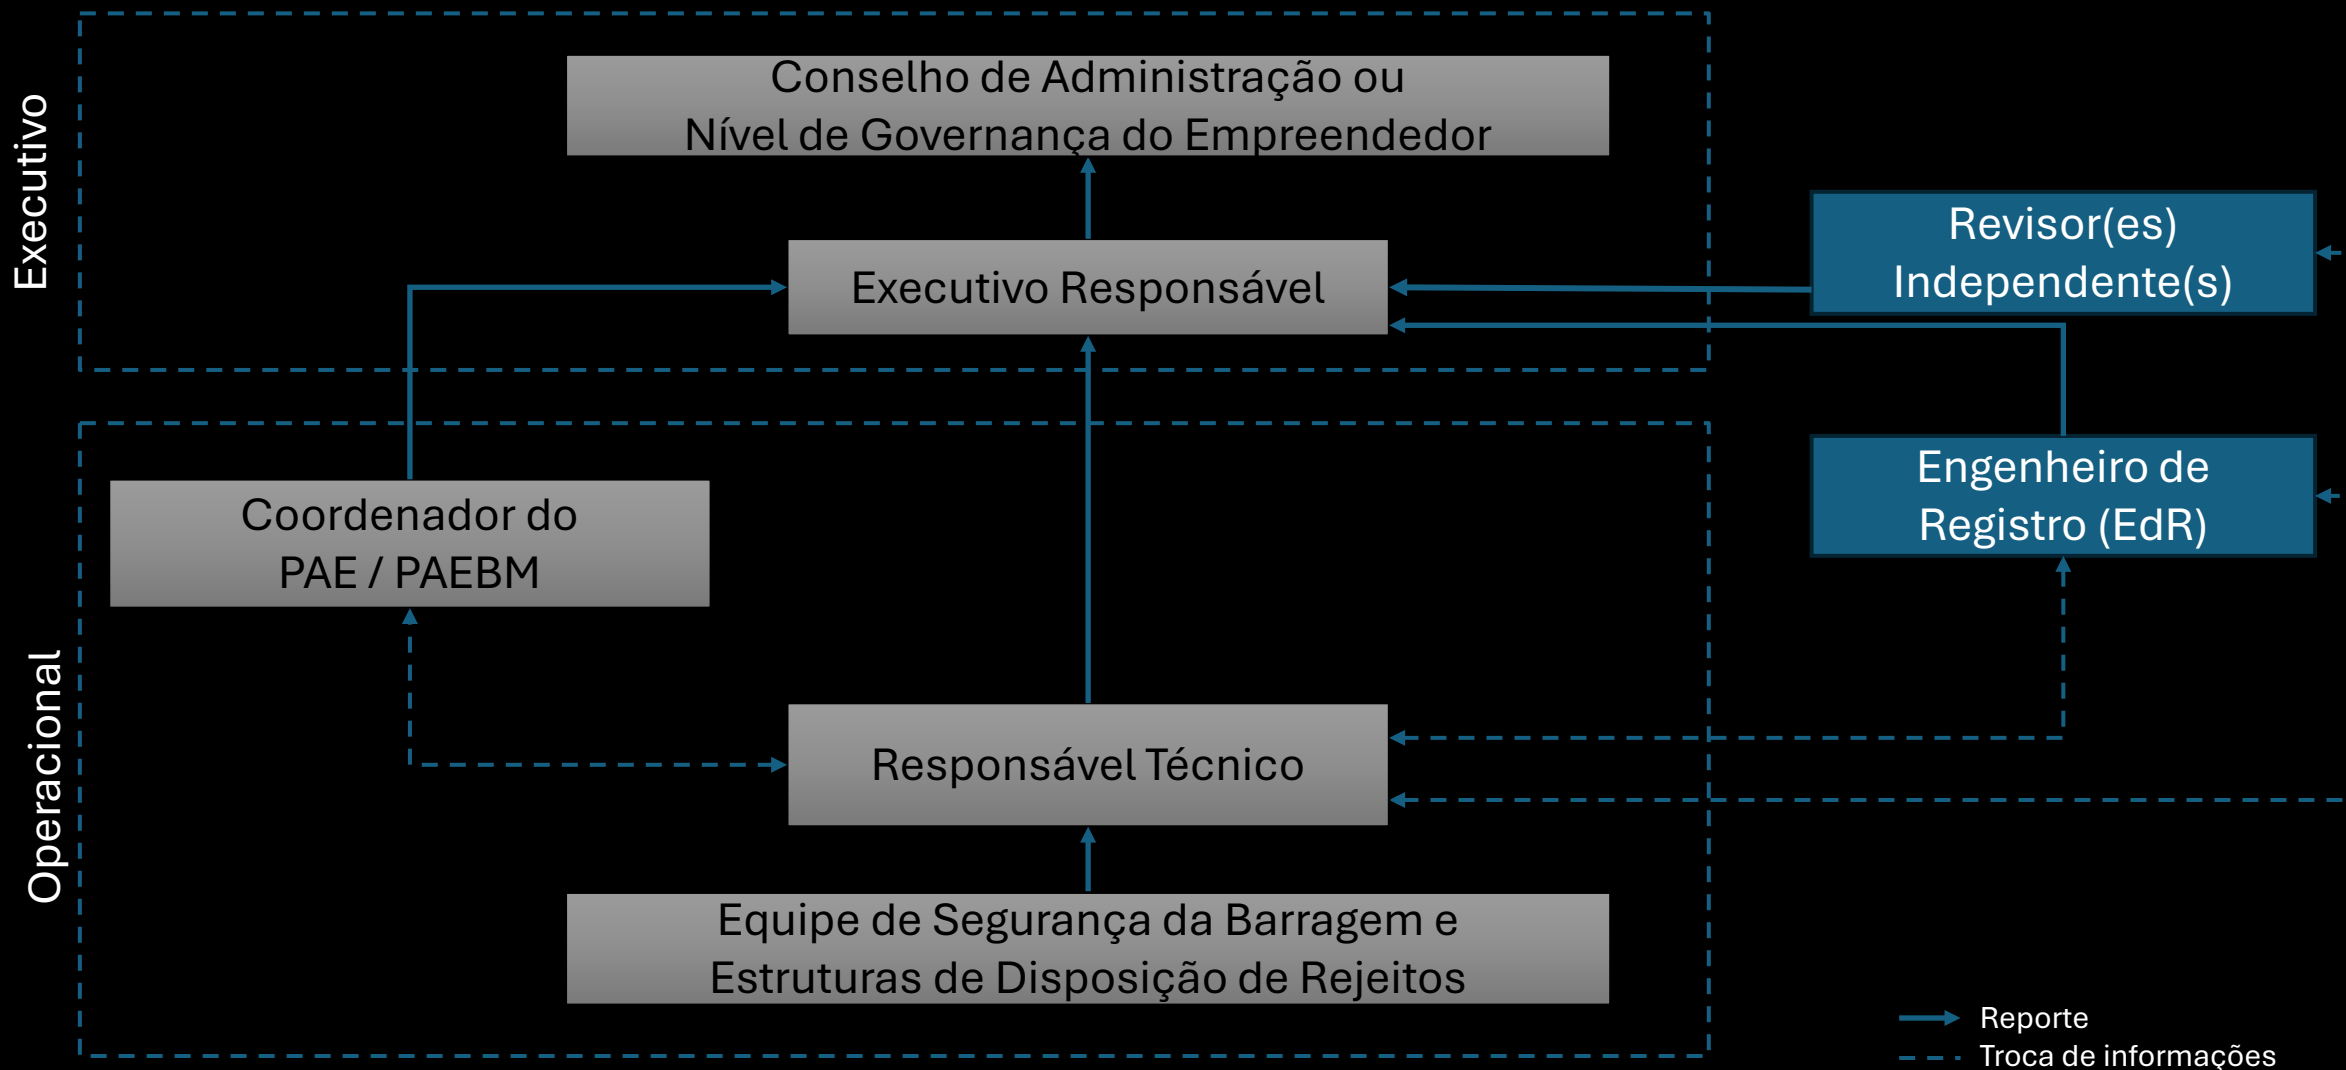 Executivo
Conselho de Administração ou
Nível de Governança do Empreendedor
Executivo Responsável
Revisor(es)
Independente(s)
Engenheiro de
Registro (EdR)
Operacional
Coordenador do
PAE / PAEBM
Responsável Técnico
Equipe de Segurança da Barragem e
Estruturas de Disposição de Rejeitos
Reporte
Troca de informações